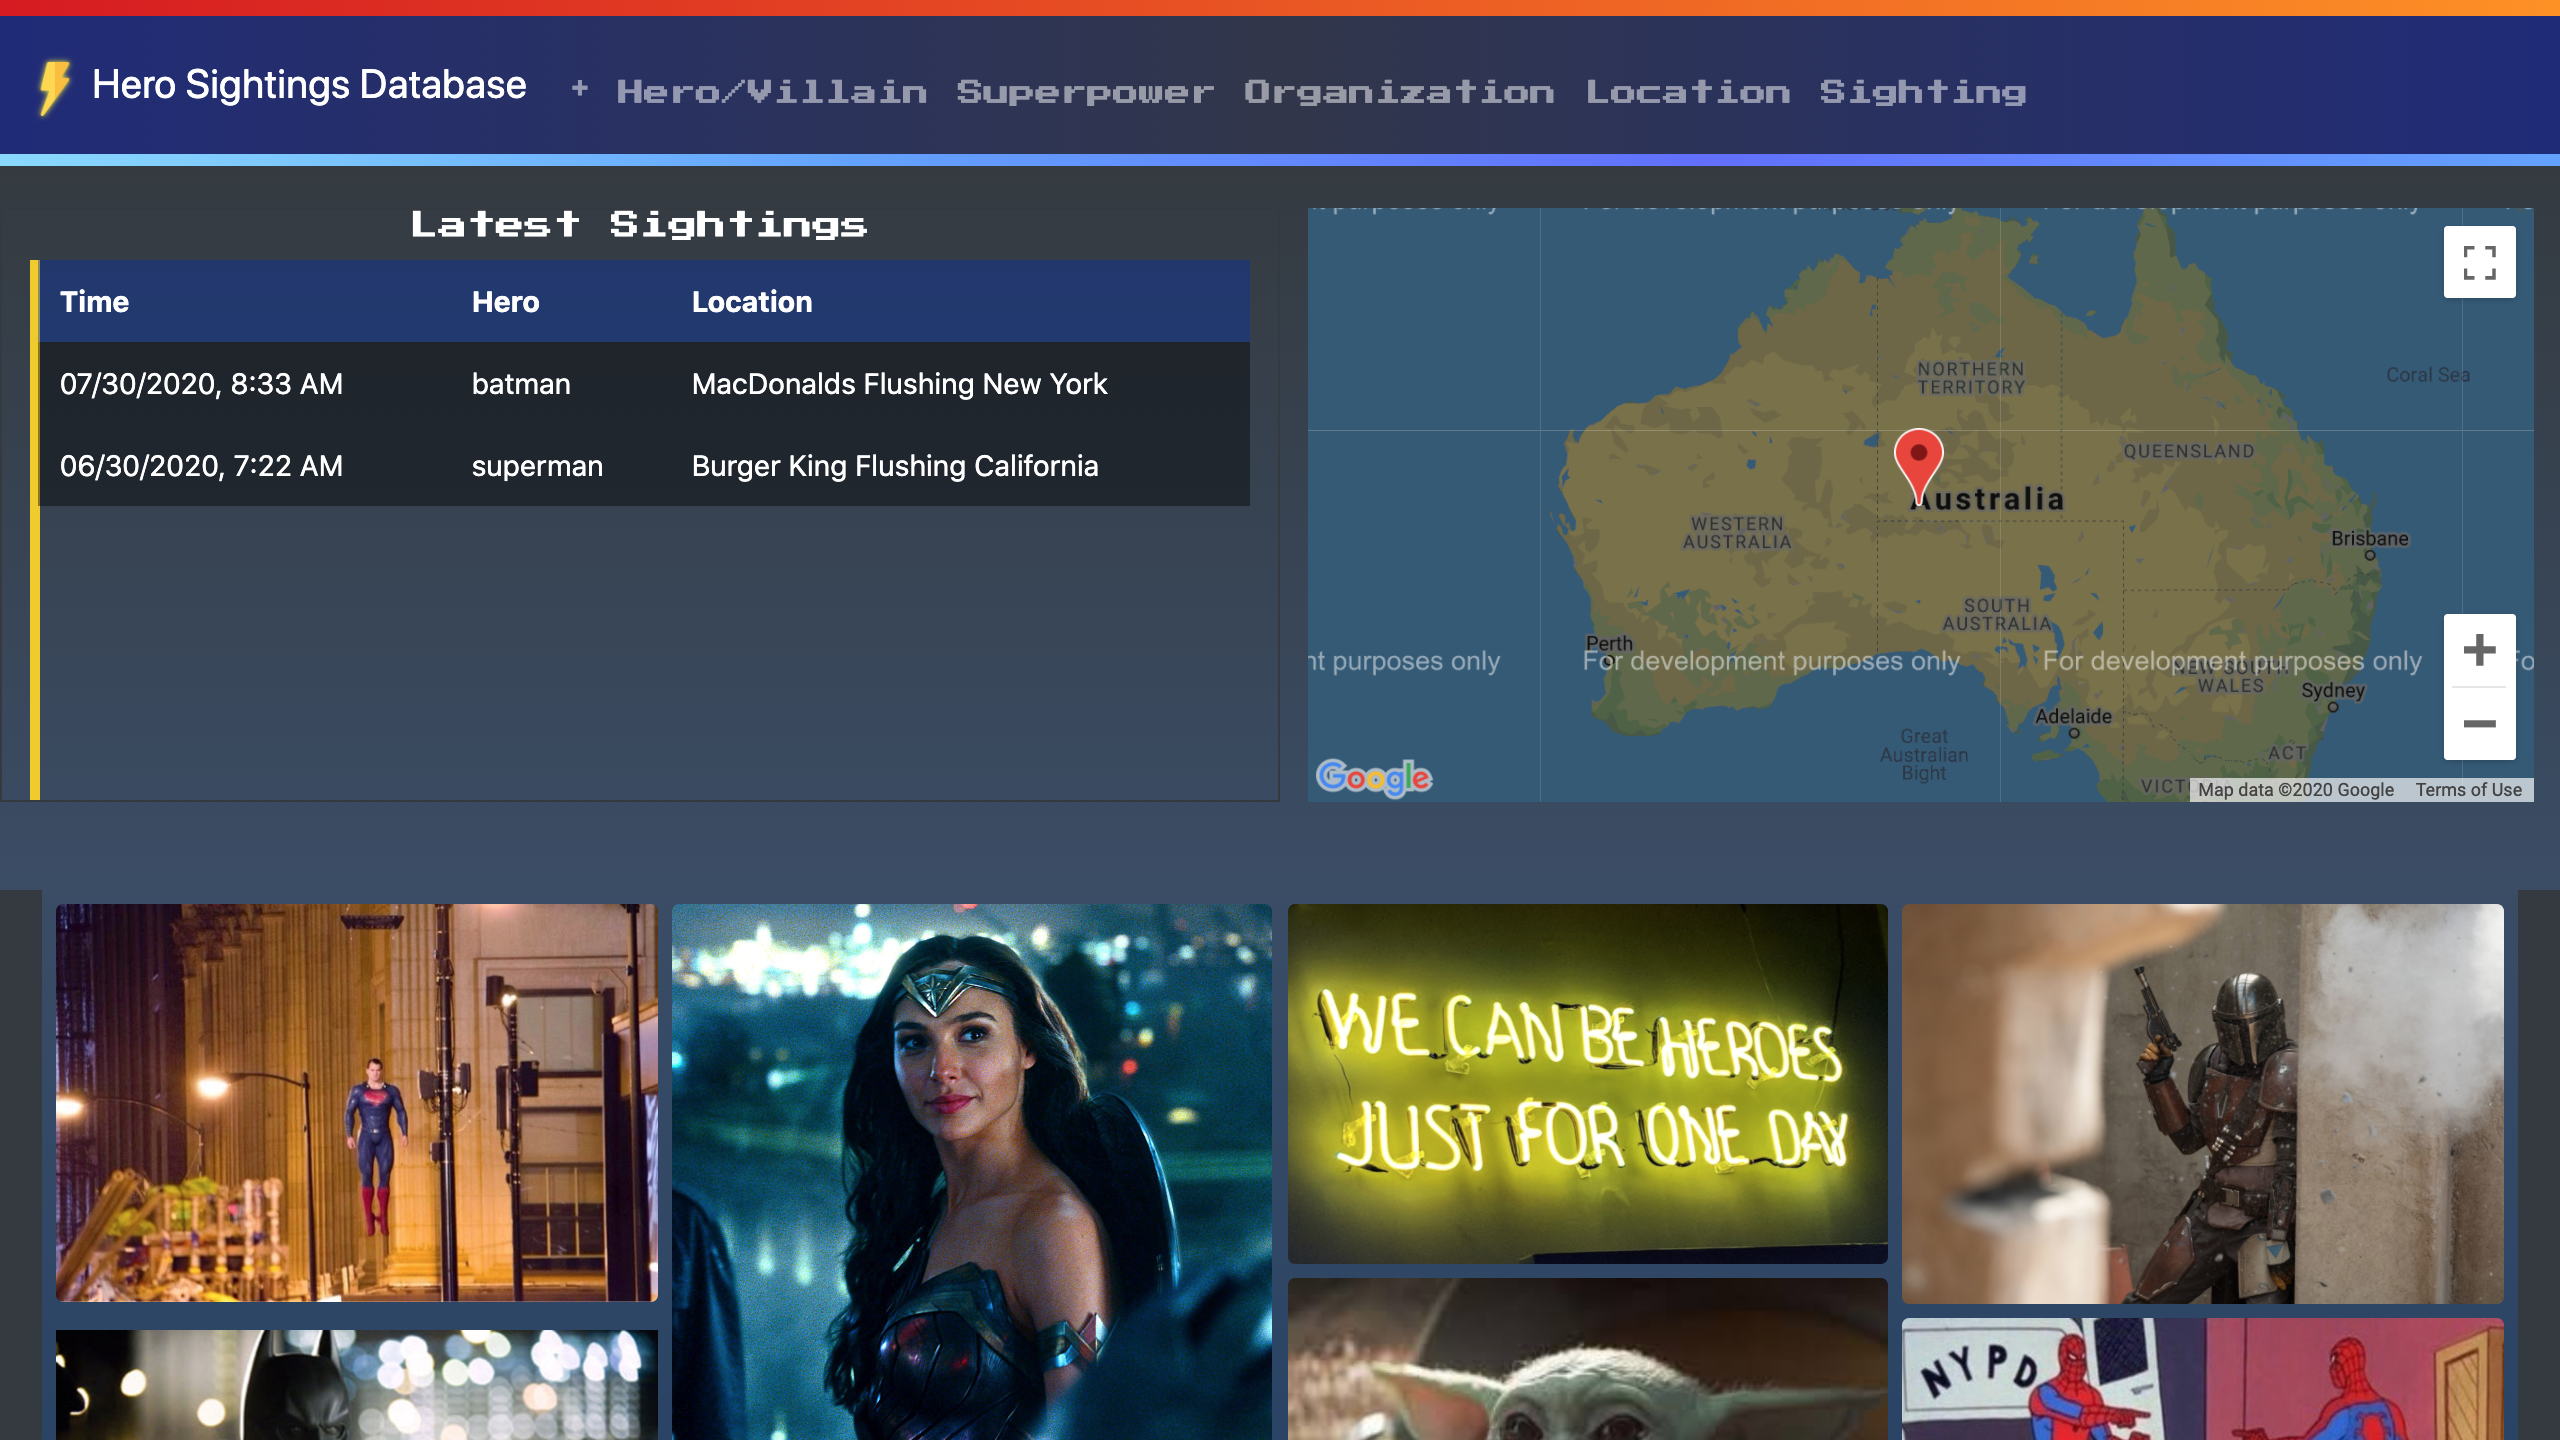 Hero Sightings Database
+ Hero/Villain Superpower Organization Location Sighting
Latest Sightings
Time Hero Location
07/30/2020, 8:33 AM batman MacDonalds Flushing New York
06/30/2020, 7:22 AM superman Burger King Flushing California
NORTHERN
TERRITORY
Coral Sea
QUEENSLAND
Australia
WESTERN
AUSTRALIA
Brisbane
SOUTH
AUSTRALIA
Perth
nt purposes only For development purposes only For development purposes only Fo
NEW SOUTH
WALES
Sydney
Adelaide
Great
Australian
Bight
ACT
Google
Map data ©2020 Google Terms of Use
WE CAN BE HEROES
JUST FOR ONE DAY
NYPD